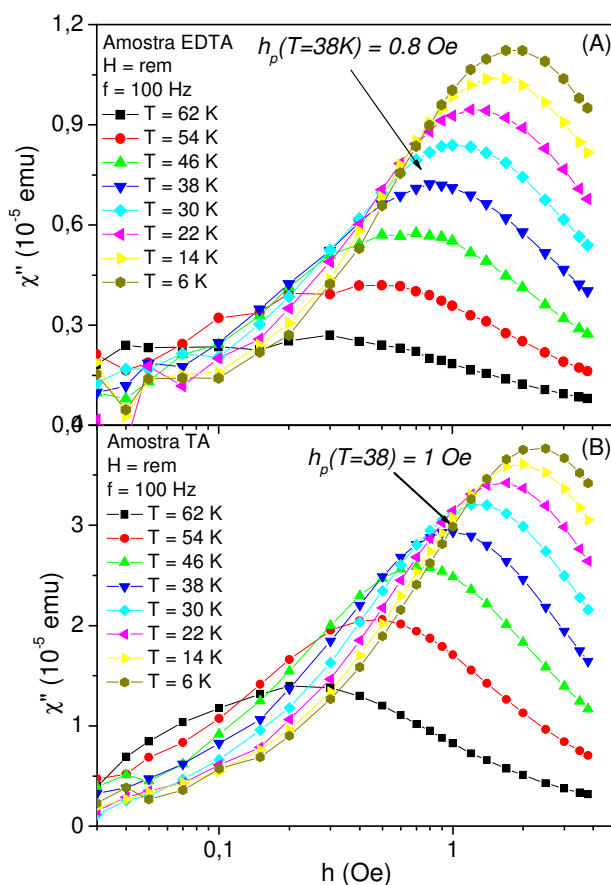 1,2
0,9
0,6
0,3
0,0
χ'' (10⁻⁵ emu)
(A)
Amostra EDTA
H = rem
f = 100 Hz
T = 62 K
T = 54 K
T = 46 K
T = 38 K
T = 30 K
T = 22 K
T = 14 K
T = 6 K
hₚ(T=38K) = 0.8 Oe
4
3
2
1
0
χ'' (10⁻⁵ emu)
(B)
Amostra TA
H = rem
f = 100 Hz
T = 62 K
T = 54 K
T = 46 K
T = 38 K
T = 30 K
T = 22 K
T = 14 K
T = 6 K
hₚ(T=38) = 1 Oe
0,1
1
h (Oe)